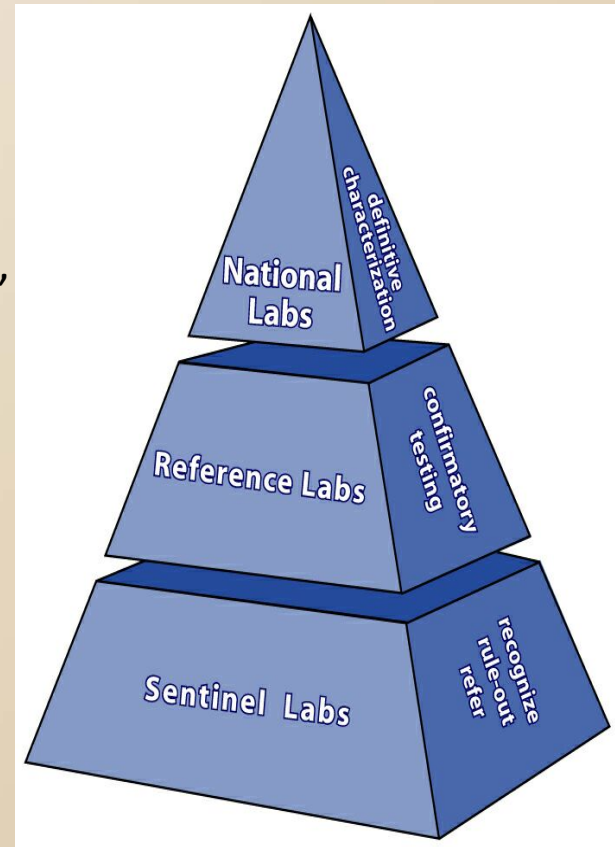 ,
National
Labs
definitive
characterization
Reference Labs
confirmatory
testing
Sentinel Labs
recognize
rule-out
refer